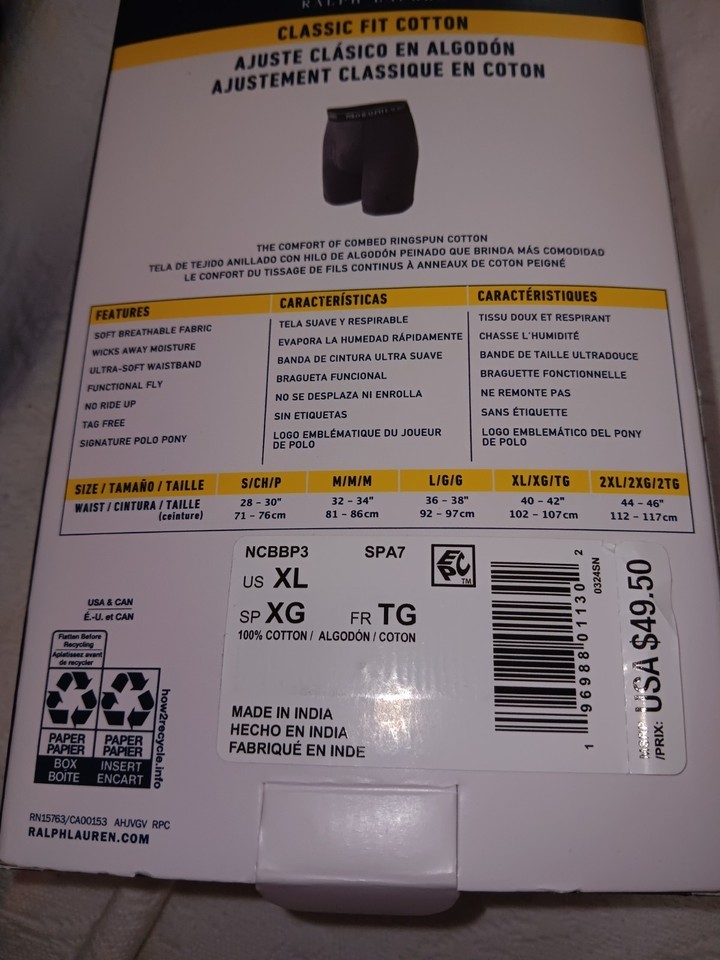 CLASSIC FIT COTTON
AJUSTE CLÁSICO EN ALGODÓN
AJUSTEMENT CLASSIQUE EN COTON
THE COMFORT OF COMBED RINGSPUN COTTON
TELA DE TEJIDO ANILLADO CON HILO DE ALGODÓN PEINADO QUE BRINDA MÁS COMODIDAD
LE CONFORT DU TISSAGE DE FILS CONTINUS À ANNEAUX DE COTON PEIGNÉ
FEATURES
SOFT BREATHABLE FABRIC
WICKS AWAY MOISTURE
ULTRA-SOFT WAISTBAND
FUNCTIONAL FLY
NO RIDE UP
TAG FREE
SIGNATURE POLO PONY
CARACTERÍSTICAS
TELA SUAVE Y RESPIRABLE
EVAPORA LA HUMEDAD RÁPIDAMENTE
BANDA DE CINTURA ULTRA SUAVE
BRAGUETA FUNCIONAL
NO SE DESPLAZA NI ENROLLA
SIN ETIQUETAS
LOGO EMBLÉMATIQUE DU JOUEUR
DE POLO
CARACTÉRISTIQUES
TISSU DOUX ET RESPIRANT
CHASSE L'HUMIDITÉ
BANDE DE TAILLE ULTRADOUCE
BRAGUETTE FONCTIONNELLE
NE REMONTE PAS
SANS ÉTIQUETTE
LOGO EMBLEMÁTICO DEL PONY
DE POLO
SIZE / TAMAÑO / TAILLE S/CH/P M/M/M L/G/G XL/XG/TG 2XL/2XG/2TG
WAIST / CINTURA / TAILLE 28 - 30" 32 - 34" 36 - 38" 40 - 42" 44 - 46"
(ceinture) 71 - 76cm 81 - 86cm 92 - 97cm 102 - 107cm 112 - 117cm
NCBBP3 SPA7
US XL
SP XG FR TG
100% COTTON / ALGODÓN / COTON
MADE IN INDIA
HECHO EN INDIA
FABRIQUÉ EN INDE
EPC TM
1 96988 01130 2
0324SN
/PRIX: USA $49.50
USA & CAN
É.-U. et CAN
Flatten Before
Recycling
Aplatissez avant
de recycler
PAPER PAPER
PAPIER PAPIER
BOX INSERT
BOÎTE ENCART
how2recycle.info
RN15763/CA00153 AHJVGV RPC
RALPHLAUREN.COM